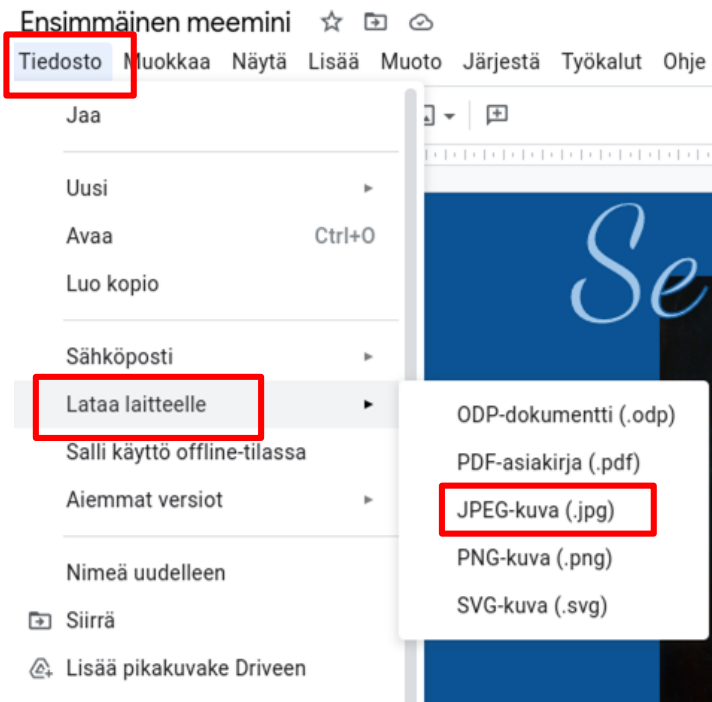 Ensimmäinen meemini
Tiedosto Muokkaa Näytä Lisää Muoto Järjestä Työkalut Ohje
Jaa
Uusi
Avaa Ctrl+O
Luo kopio
Sähköposti
Lataa laitteelle
Salli käyttö offline-tilassa
Aiemmat versiot
Nimeä uudelleen
Siirrä
Lisää pikakuvake Driveen
ODP-dokumentti (.odp)
PDF-asiakirja (.pdf)
JPEG-kuva (.jpg)
PNG-kuva (.png)
SVG-kuva (.svg)
Se